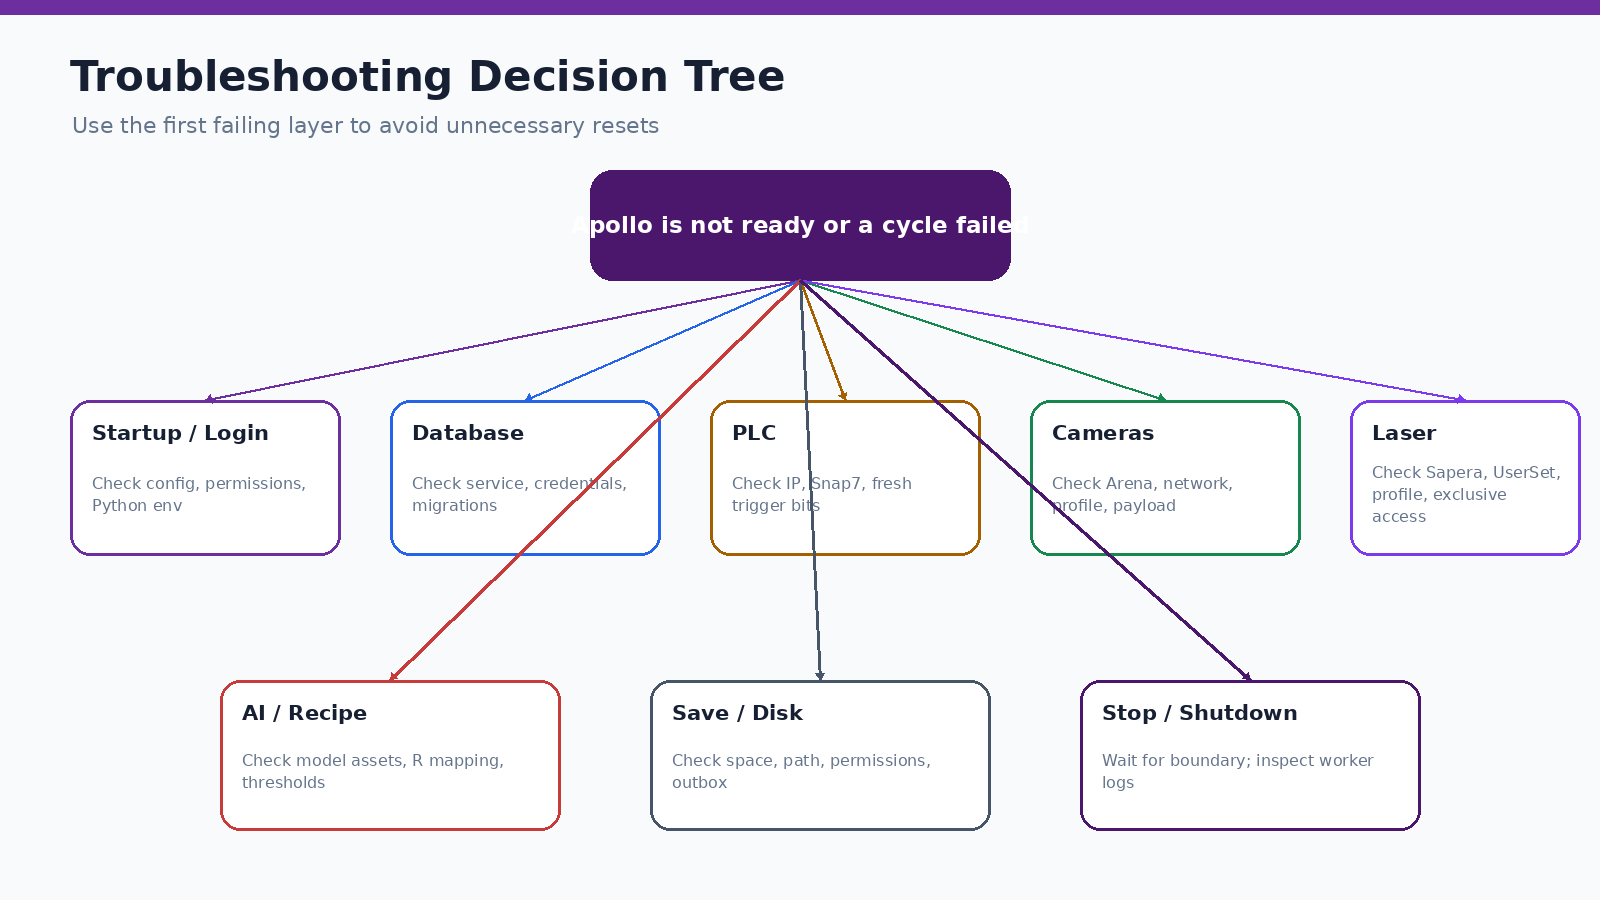 Troubleshooting Decision Tree
Use the first failing layer to avoid unnecessary resets
Apollo is not ready or a cycle failed
Startup / Login
Check config, permissions,
Python env
Database
Check service, credentials,
migrations
PLC
Check IP, Snap7, fresh
trigger bits
Cameras
Check Arena, network,
profile, payload
Laser
Check Sapera, UserSet,
profile, exclusive
access
AI / Recipe
Check model assets, R mapping,
thresholds
Save / Disk
Check space, path, permissions,
outbox
Stop / Shutdown
Wait for boundary; inspect worker
logs